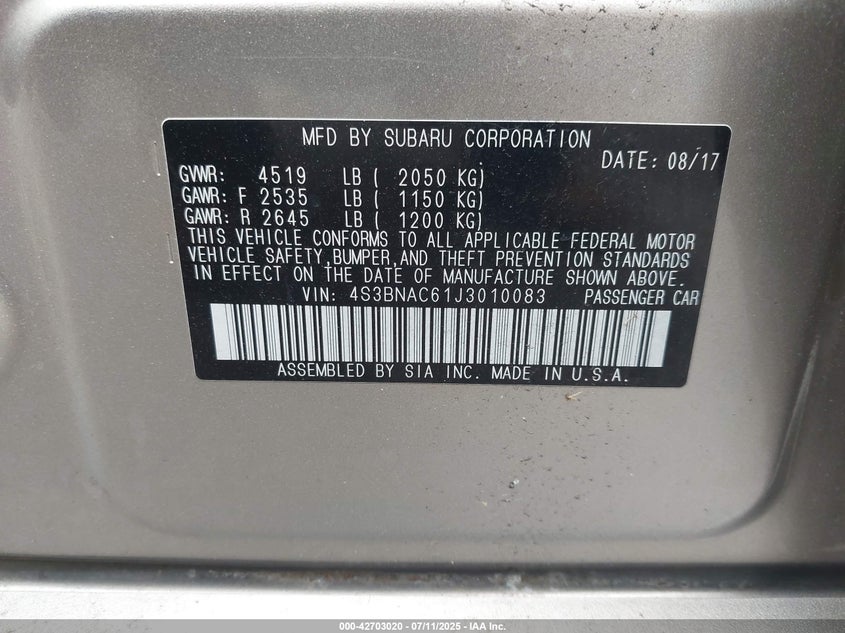 MFD BY SUBARU CORPORATION
DATE: 08/17
GVWR: 4519 LB ( 2050 KG)
GAWR: F 2535 LB ( 1150 KG)
GAWR: R 2645 LB ( 1200 KG)
THIS VEHICLE CONFORMS TO ALL APPLICABLE FEDERAL MOTOR
VEHICLE SAFETY,BUMPER,AND THEFT PREVENTION STANDARDS
IN EFFECT ON THE DATE OF MANUFACTURE SHOWN ABOVE.
VIN: 4S3BNAC61J3010083 PASSENGER CAR
ASSEMBLED BY SIA INC. MADE IN U.S.A.
000-42703020 - 07/11/2025 - IAA Inc.